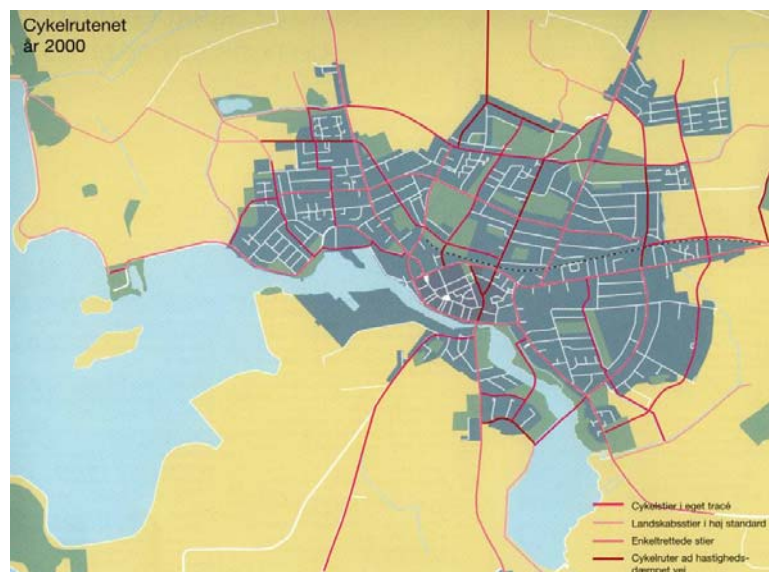 Cykelrutenet
år 2000
Cykelstier i eget tracé
Landskabsstier i høj standard
Enkeltrettede stier
Cykelruter ad hastigheds-
dæmpet vej